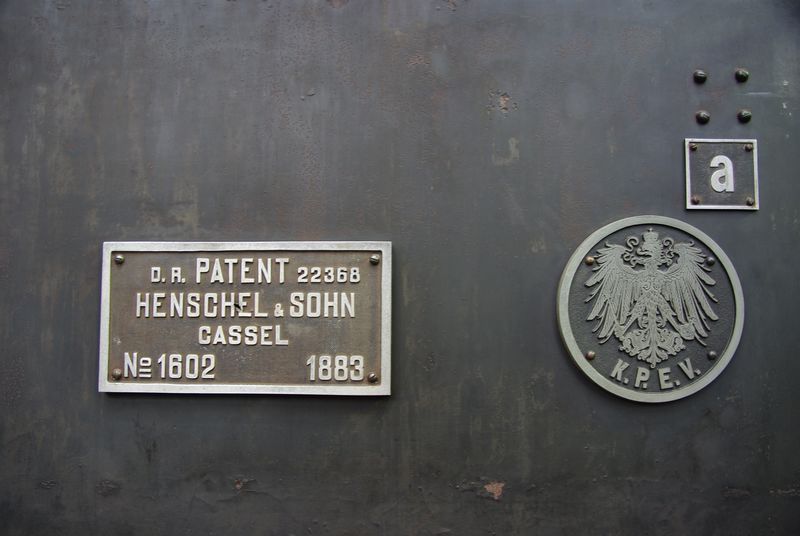 D. R. PATENT 22368
HENSCHEL & SOHN
CASSEL
No 1602 1883
a
K.P.E.V.